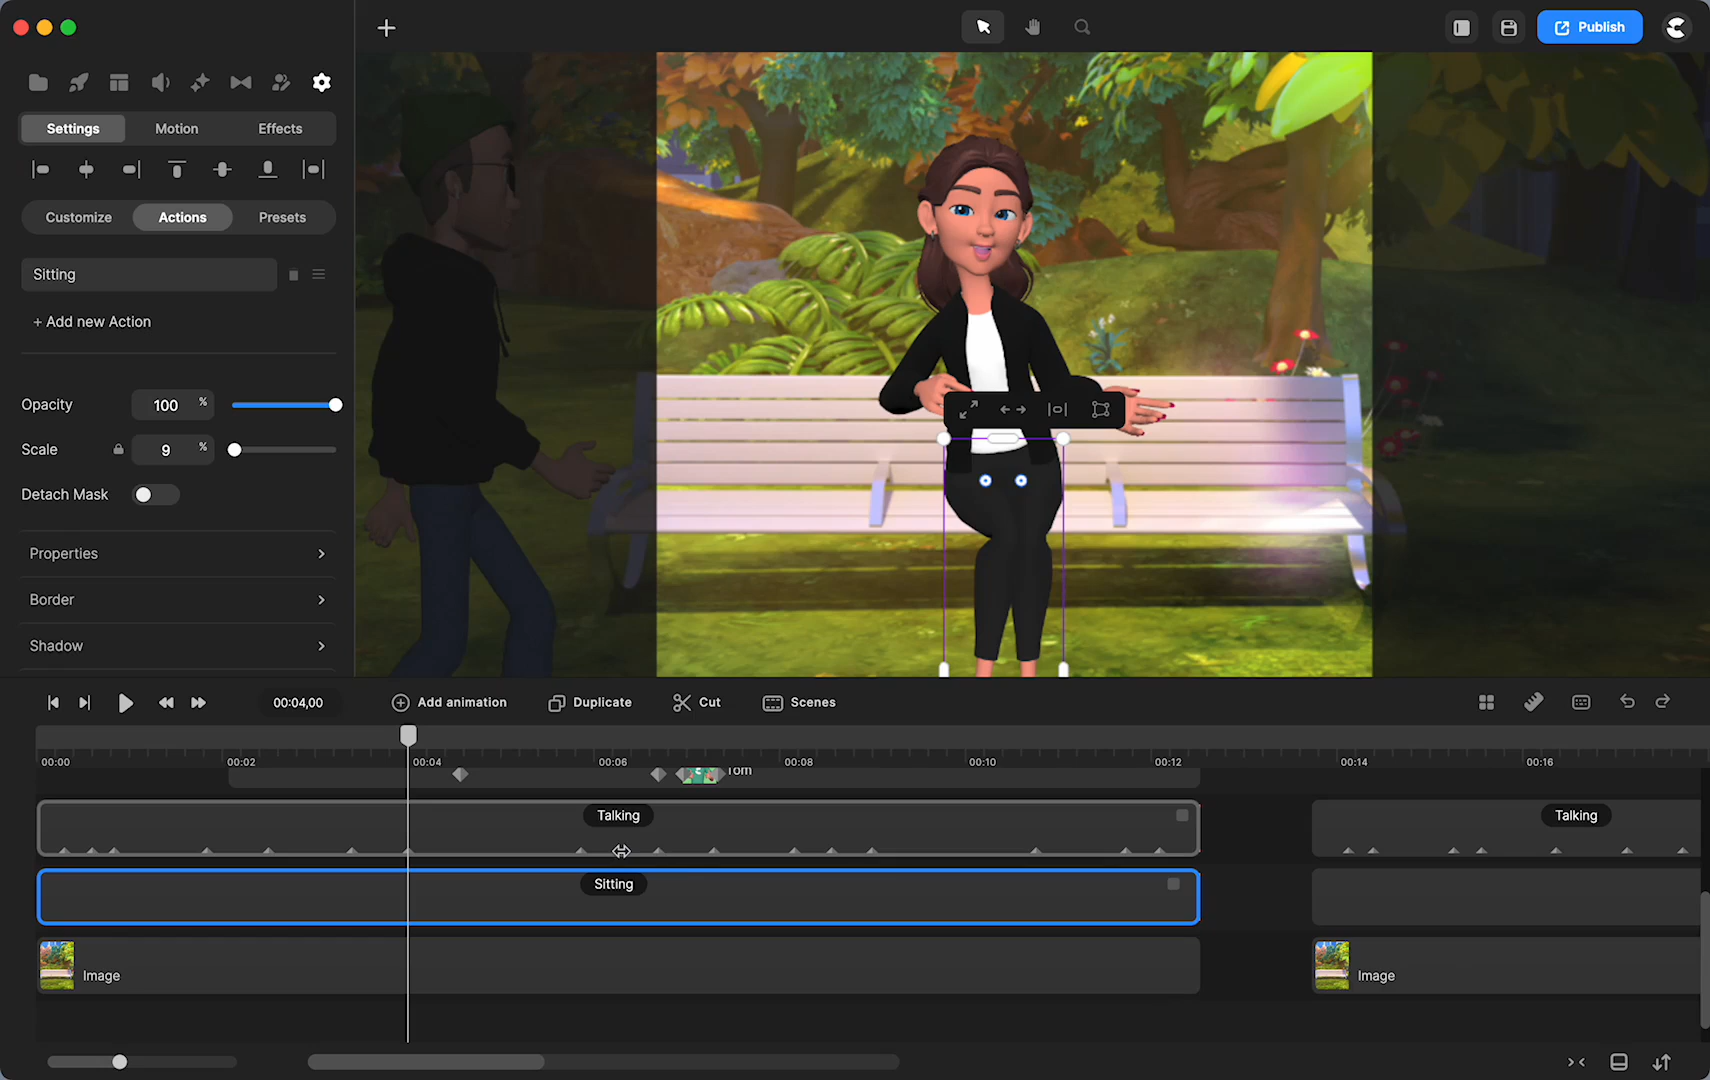 Publish
Settings
Motion
Effects
Customize
Actions
Presets
Sitting
+ Add new Action
Opacity
100 %
Scale
9 %
Detach Mask
Properties
Border
Shadow
00:04,00
Add animation
Duplicate
Cut
Scenes
00:00
00:02
00:04
00:06
00:08
00:10
00:12
00:14
00:16
Tom
Talking
Talking
Sitting
Image
Image